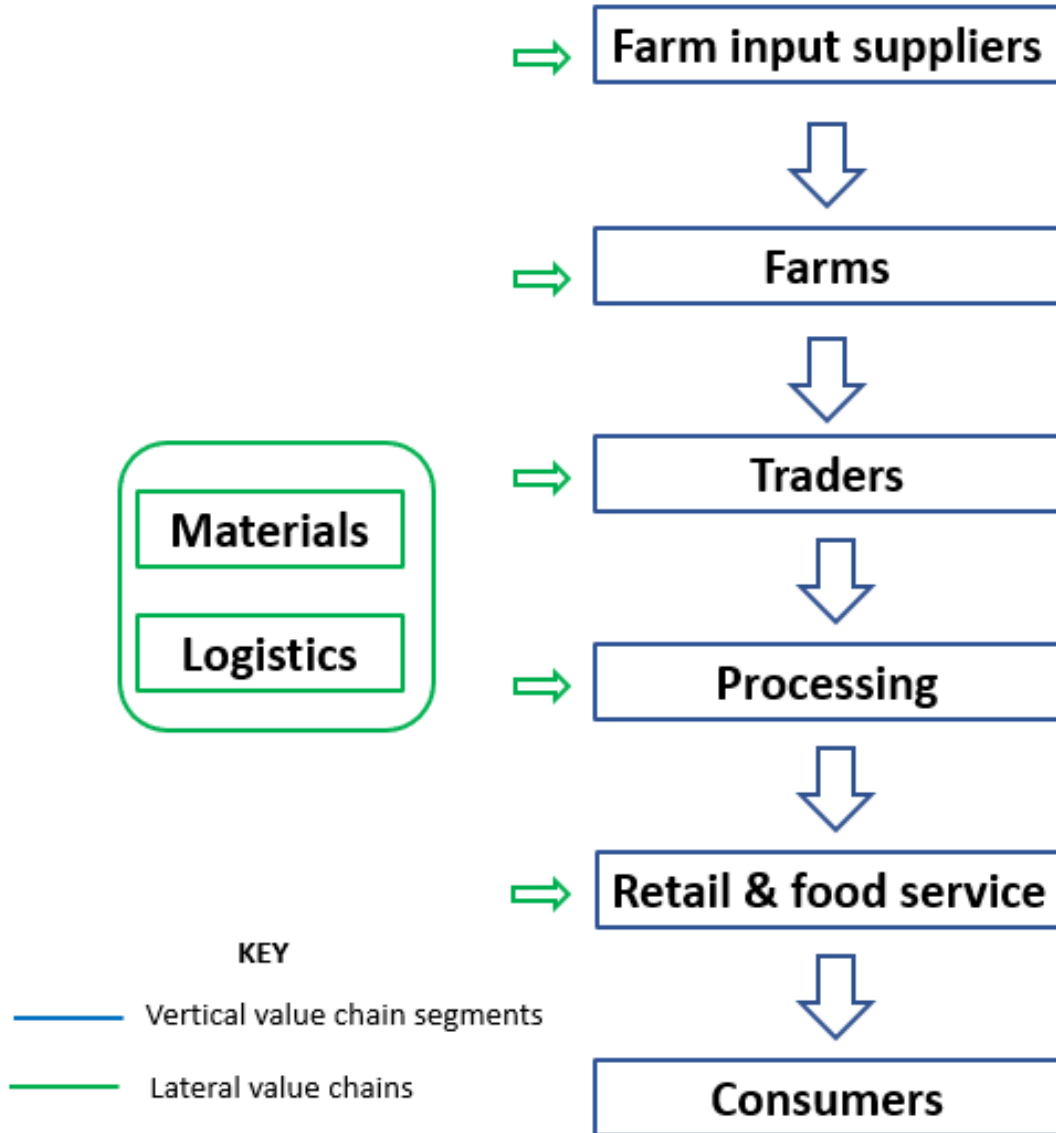 Farm input suppliers
Farms
Traders
Materials
Logistics
Processing
Retail & food service
KEY
Vertical value chain segments
Lateral value chains
Consumers